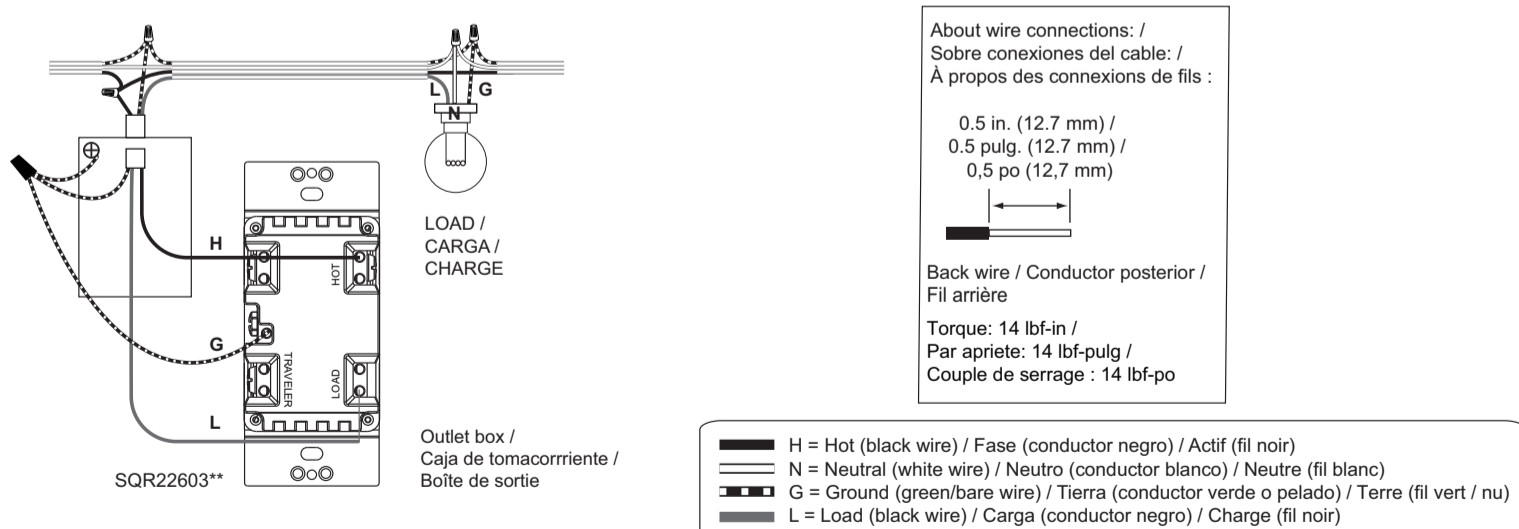 L
G
N
LOAD /
CARGA /
CHARGE
H
HOT
G
TRAVELER
LOAD
L
SQR22603**
Outlet box /
Caja de tomacorrriente /
Boîte de sortie
About wire connections: /
Sobre conexiones del cable: /
À propos des connexions de fils :
0.5 in. (12.7 mm) /
0.5 pulg. (12.7 mm) /
0,5 po (12,7 mm)
Back wire / Conductor posterior /
Fil arrière
Torque: 14 lbf-in /
Par apriete: 14 lbf-pulg /
Couple de serrage : 14 lbf-po
H = Hot (black wire) / Fase (conductor negro) / Actif (fil noir)
N = Neutral (white wire) / Neutro (conductor blanco) / Neutre (fil blanc)
G = Ground (green/bare wire) / Tierra (conductor verde o pelado) / Terre (fil vert / nu)
L = Load (black wire) / Carga (conductor negro) / Charge (fil noir)